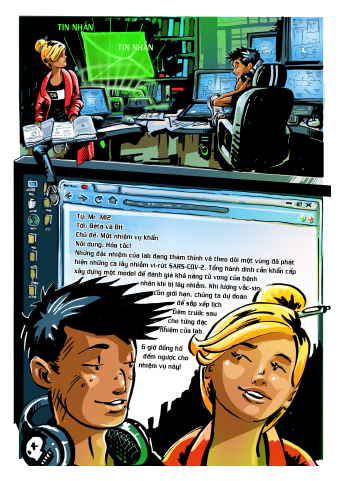 TIN NHẮN
TIN NHẮN
Từ: Mr. M12
Tới: Beta và Bit
Chủ đề: Một nhiệm vụ khẩn
Nội dung: Hỏa tốc!
Những đặc nhiệm của lab đang thám thính và theo dõi một vùng đã phát
hiện những ca lây nhiễm vi-rút SARS-COV-2. Tổng hành dinh cần khẩn cấp
xây dựng một model để đánh giá khả năng tử vong của bệnh
nhân khi bị lây nhiễm. Khi lượng vắc-xin
còn giới hạn, chúng ta dự đoán
để sắp xếp lịch
tiêm trước sau
cho từng đặc
nhiệm của lab.
6 giờ đồng hồ
đếm ngược cho
nhiệm vụ này!